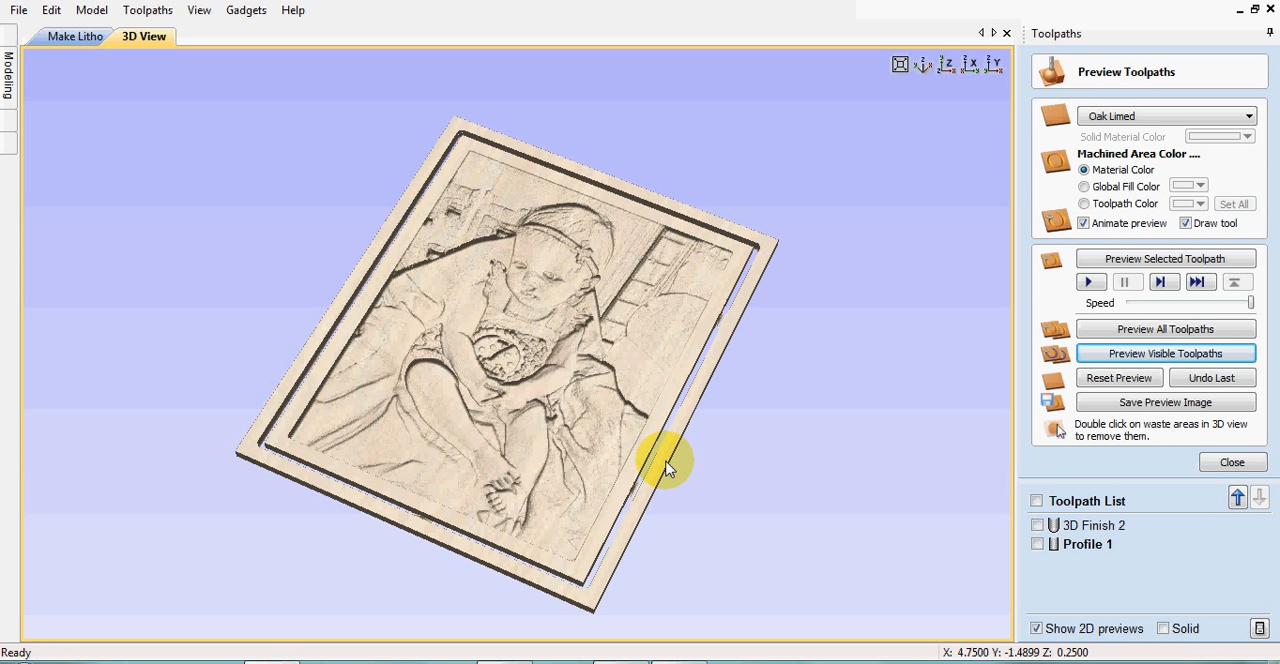 File Edit Model Toolpaths View Gadgets Help
Make Litho 3D View
Toolpaths
Modeling
Preview Toolpaths
Oak Limed
Solid Material Color
Machined Area Color ....
Material Color
Global Fill Color
Toolpath Color Set All
Animate preview Draw tool
Preview Selected Toolpath
Speed
Preview All Toolpaths
Preview Visible Toolpaths
Reset Preview Undo Last
Save Preview Image
Double click on waste areas in 3D view
to remove them.
Close
Toolpath List
3D Finish 2
Profile 1
Show 2D previews Solid
Ready
X: 4.7500 Y: -1.4899 Z: 0.2500